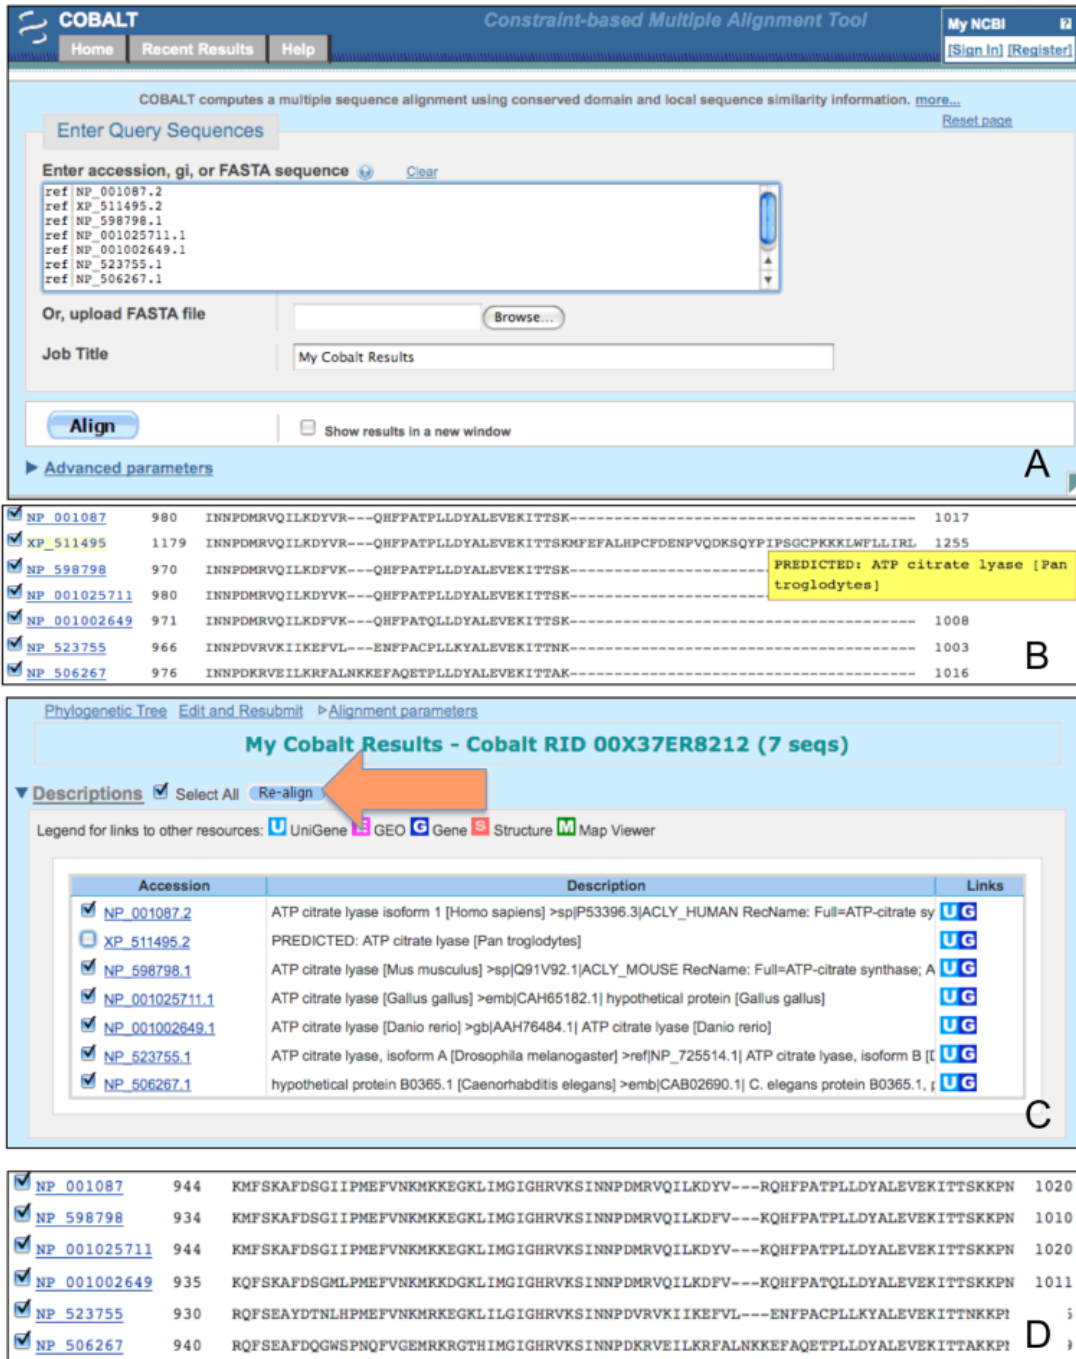 COBALT
Constraint-based Multiple Alignment Tool
My NCBI ?
Home Recent Results Help
[Sign In] [Register]
COBALT computes a multiple sequence alignment using conserved domain and local sequence similarity information. more...
Reset page
Enter Query Sequences
Enter accession, gi, or FASTA sequence Clear
ref|NP_001087.2
ref|XP_511495.2
ref|NP_598798.1
ref|NP_001025711.1
ref|NP_001002649.1
ref|NP_523755.1
ref|NP_506267.1
Or, upload FASTA file Browse...
Job Title My Cobalt Results
Align Show results in a new window
Advanced parameters
A
NP_001087 980 INNPDMRVQILKDYVR---QHFPATPLLDYALEVEKITTSK--------------------------------------- 1017
XP_511495 1179 INNPDMRVQILKDYVR---QHFPATPLLDYALEVEKITTSKMFEFALHPCFDENPVQDKSQYPIPSGCPKKKLWFLLIRL 1255
NP_598798 970 INNPDMRVQILKDFVK---QHFPATPLLDYALEVEKITTSK----------------------
PREDICTED: ATP citrate lyase [Pan
troglodytes]
NP_001025711 980 INNPDMRVQILKDYVK---QHFPATPLLDYALEVEKITTSK----------------------
NP_001002649 971 INNPDMRVQILKDFVK---QHFPATQLLDYALEVEKITTSK--------------------------------------- 1008
NP_523755 966 INNPDVRVKIIKEFVL---ENFPACPLLKYALEVEKITTNK--------------------------------------- 1003
NP_506267 976 INNPDKRVEILKRFALNKKEFAQETPLLDYALEVEKITTAK--------------------------------------- 1016
B
Phylogenetic Tree Edit and Resubmit Alignment parameters
My Cobalt Results - Cobalt RID 00X37ER8212 (7 seqs)
Descriptions Select All Re-align
Legend for links to other resources: U UniGene E GEO G Gene S Structure M Map Viewer
Accession Description Links
NP_001087.2 ATP citrate lyase isoform 1 [Homo sapiens] >sp|P53396.3|ACLY_HUMAN RecName: Full=ATP-citrate sy U G
XP_511495.2 PREDICTED: ATP citrate lyase [Pan troglodytes] U G
NP_598798.1 ATP citrate lyase [Mus musculus] >sp|Q91V92.1|ACLY_MOUSE RecName: Full=ATP-citrate synthase; A U G
NP_001025711.1 ATP citrate lyase [Gallus gallus] >emb|CAH65182.1| hypothetical protein [Gallus gallus] U G
NP_001002649.1 ATP citrate lyase [Danio rerio] >gb|AAH76484.1| ATP citrate lyase [Danio rerio] U G
NP_523755.1 ATP citrate lyase, isoform A [Drosophila melanogaster] >ref|NP_725514.1| ATP citrate lyase, isoform B [D U G
NP_506267.1 hypothetical protein B0365.1 [Caenorhabditis elegans] >emb|CAB02690.1| C. elegans protein B0365.1, p U G
C
NP_001087 944 KMFSKAFDSGIIPMEFVNKMKKEGKLIMGIGHRVKSINNPDMRVQILKDYV---RQHFPATPLLDYALEVEKITTSKKPN 1020
NP_598798 934 KMFSKAFDSGIIPMEFVNKMKKEGKLIMGIGHRVKSINNPDMRVQILKDFV---KQHFPATPLLDYALEVEKITTSKKPN 1010
NP_001025711 944 KMFSKAFDSGIIPMEFVNKMKKEGKLIMGIGHRVKSINNPDMRVQILKDYV---KQHFPATPLLDYALEVEKITTSKKPN 1020
NP_001002649 935 KQFSKAFDSGMLPMEFVNKMKKDGKLIMGIGHRVKSINNPDMRVQILKDFV---KQHFPATQLLDYALEVEKITTSKKPN 1011
NP_523755 930 RQFSEAYDTNLHPMEFVNKMRKEGKLILGIGHRVKSINNPDVRVKIIKEFVL---ENFPACPLLKYALEVEKITTNKKP
NP_506267 940 RQFSEAFDQGWSPNQFVGEMRKRGTHIMGIGHRVKSINNPDKRVEILKRFALNKKEFAQETPLLDYALEVEKITTAKKP
D